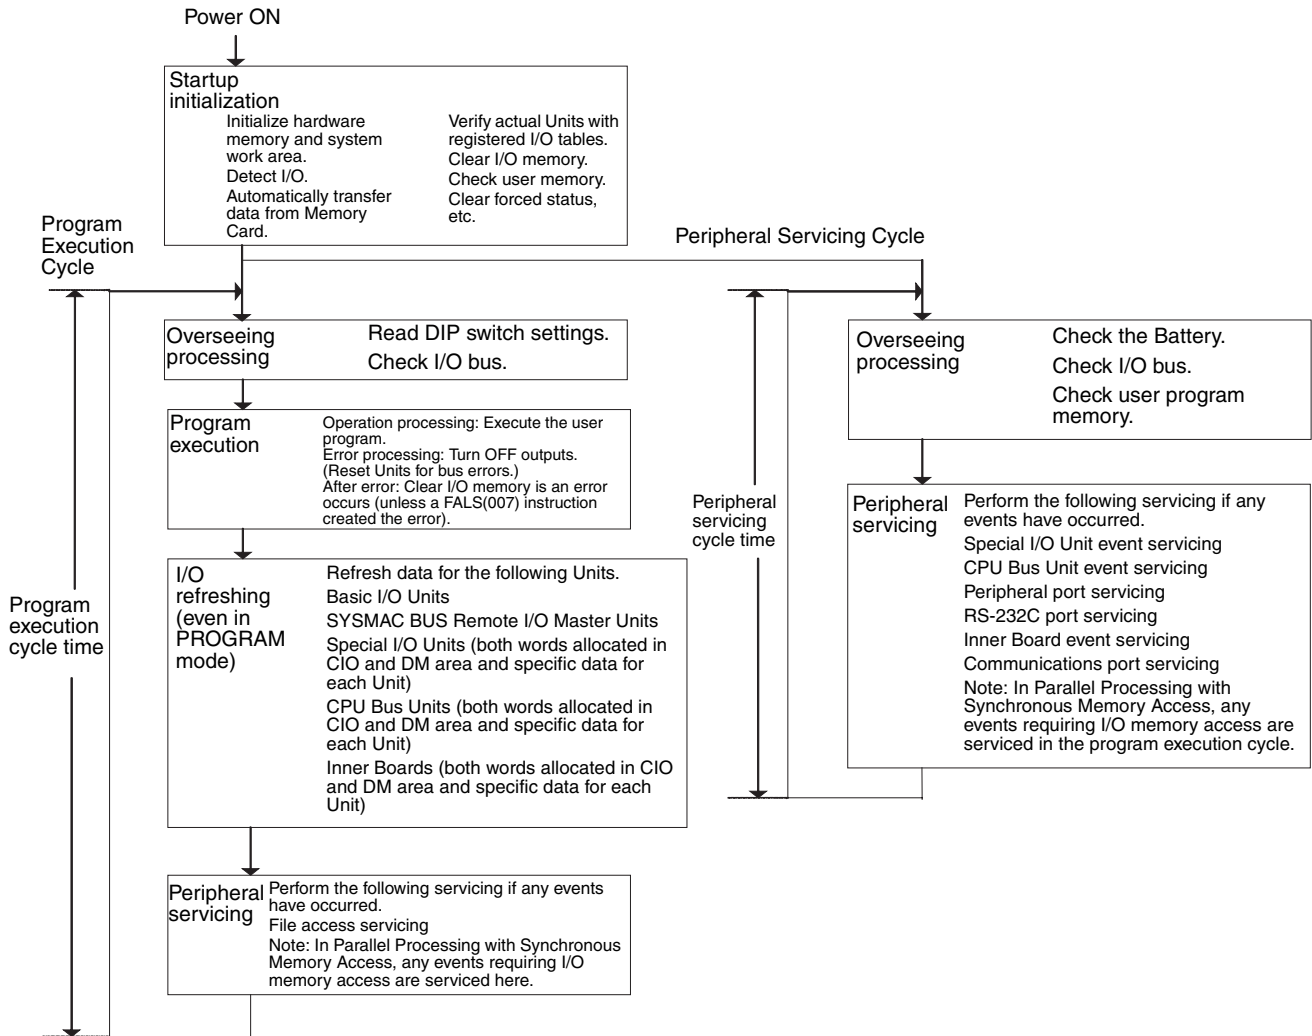 Power ON
Startup
initialization
Initialize hardware
memory and system
work area.
Detect I/O.
Automatically transfer
data from Memory
Card.
Verify actual Units with
registered I/O tables.
Clear I/O memory.
Check user memory.
Clear forced status,
etc.
Program
Execution
Cycle
Peripheral Servicing Cycle
Overseeing
processing
Read DIP switch settings.
Check I/O bus.
Overseeing
processing
Check the Battery.
Check I/O bus.
Check user program
memory.
Program
execution
Operation processing: Execute the user
program.
Error processing: Turn OFF outputs.
(Reset Units for bus errors.)
After error: Clear I/O memory is an error
occurs (unless a FALS(007) instruction
created the error).
Peripheral
servicing
cycle time
Peripheral
servicing
Perform the following servicing if any
events have occurred.
Special I/O Unit event servicing
CPU Bus Unit event servicing
Peripheral port servicing
RS-232C port servicing
Inner Board event servicing
Communications port servicing
Note: In Parallel Processing with
Synchronous Memory Access, any
events requiring I/O memory access are
serviced in the program execution cycle.
Program
execution
cycle time
I/O
refreshing
(even in
PROGRAM
mode)
Refresh data for the following Units.
Basic I/O Units
SYSMAC BUS Remote I/O Master Units
Special I/O Units (both words allocated in
CIO and DM area and specific data for
each Unit)
CPU Bus Units (both words allocated in
CIO and DM area and specific data for
each Unit)
Inner Boards (both words allocated in CIO
and DM area and specific data for each
Unit)
Peripheral
servicing
Perform the following servicing if any events
have occurred.
File access servicing
Note: In Parallel Processing with Synchronous
Memory Access, any events requiring I/O
memory access are serviced here.